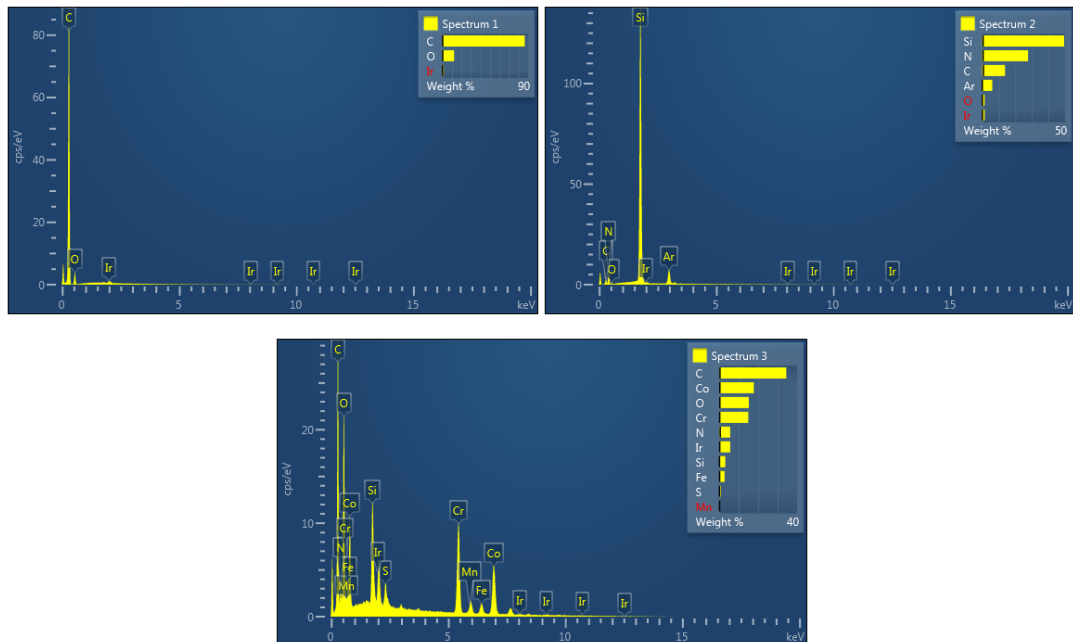 Spectrum 1
C
O
Ir
Weight % 90
cps/eV
80
60
40
20
0
C
O
Ir
Ir
Ir
Ir
Ir
0 5 10 15 keV
Spectrum 2
Si
N
C
Ar
O
Ir
Weight % 50
cps/eV
100
50
0
Si
N
C
O
Ir
Ar
Ir
Ir
Ir
Ir
0 5 10 15 keV
Spectrum 3
C
Co
O
Cr
N
Ir
Si
Fe
S
Mn
Weight % 40
cps/eV
20
10
0
C
O
Co
Cr
N
Fe
Mn
Si
Ir
S
Cr
Mn
Fe
Co
Ir
Ir
Ir
Ir
0 5 10 15 keV